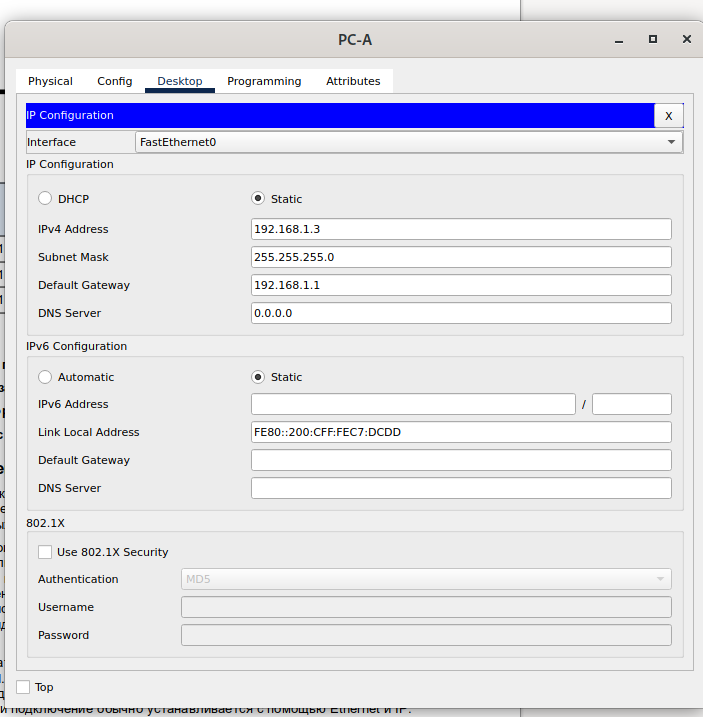 PC-A
Physical Config Desktop Programming Attributes
IP Configuration X
Interface FastEthernet0
IP Configuration
DHCP Static
IPv4 Address 192.168.1.3
Subnet Mask 255.255.255.0
Default Gateway 192.168.1.1
DNS Server 0.0.0.0
IPv6 Configuration
Automatic Static
IPv6 Address /
Link Local Address FE80::200:CFF:FEC7:DCDD
Default Gateway
DNS Server
802.1X
Use 802.1X Security
Authentication MD5
Username
Password
Top
и подключение обычно устанавливается с помощью Ethernet и IP.